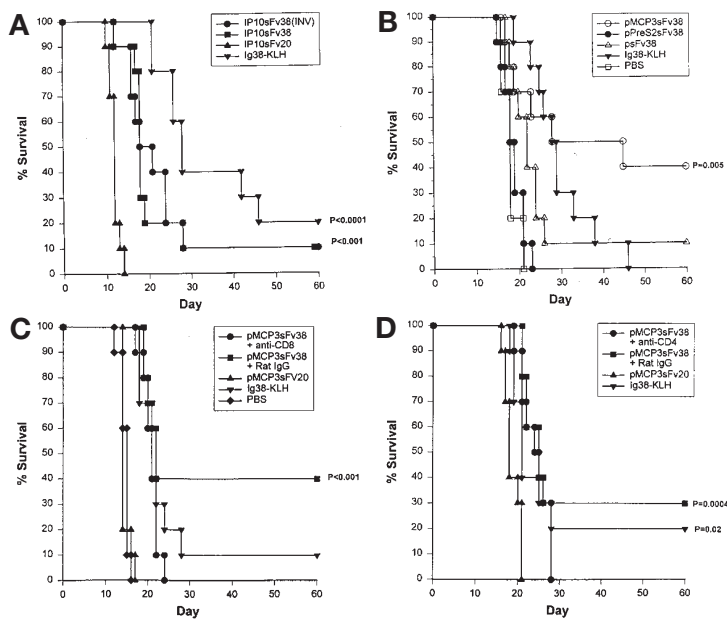 A
IP10sFv38(INV)
IP10sFv38
IP10sFv20
Ig38-KLH
% Survival
100
90
80
70
60
50
40
30
20
10
0
P<0.0001
P<0.001
0 10 20 30 40 50 60
Day
B
pMCP3sFv38
pPreS2sFv38
psFv38
Ig38-KLH
PBS
% Survival
100
90
80
70
60
50
40
30
20
10
0
P=0.005
0 10 20 30 40 50 60
Day
C
pMCP3sFv38
+ anti-CD8
pMCP3sFv38
+ Rat IgG
pMCP3sFV20
Ig38-KLH
PBS
% Survival
100
90
80
70
60
50
40
30
20
10
0
P<0.001
0 10 20 30 40 50 60
Day
D
pMCP3sFv38
+ anti-CD4
pMCP3sFv38
+ Rat IgG
pMCP3sFv20
Ig38-KLH
% Survival
100
90
80
70
60
50
40
30
20
10
0
P=0.0004
P=0.02
0 10 20 30 40 50 60
Day